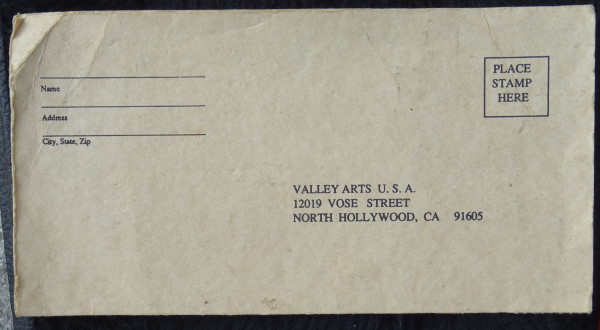 Name
Address
City, State, Zip
PLACE
STAMP
HERE
VALLEY ARTS U. S. A.
12019 VOSE STREET
NORTH HOLLYWOOD, CA 91605